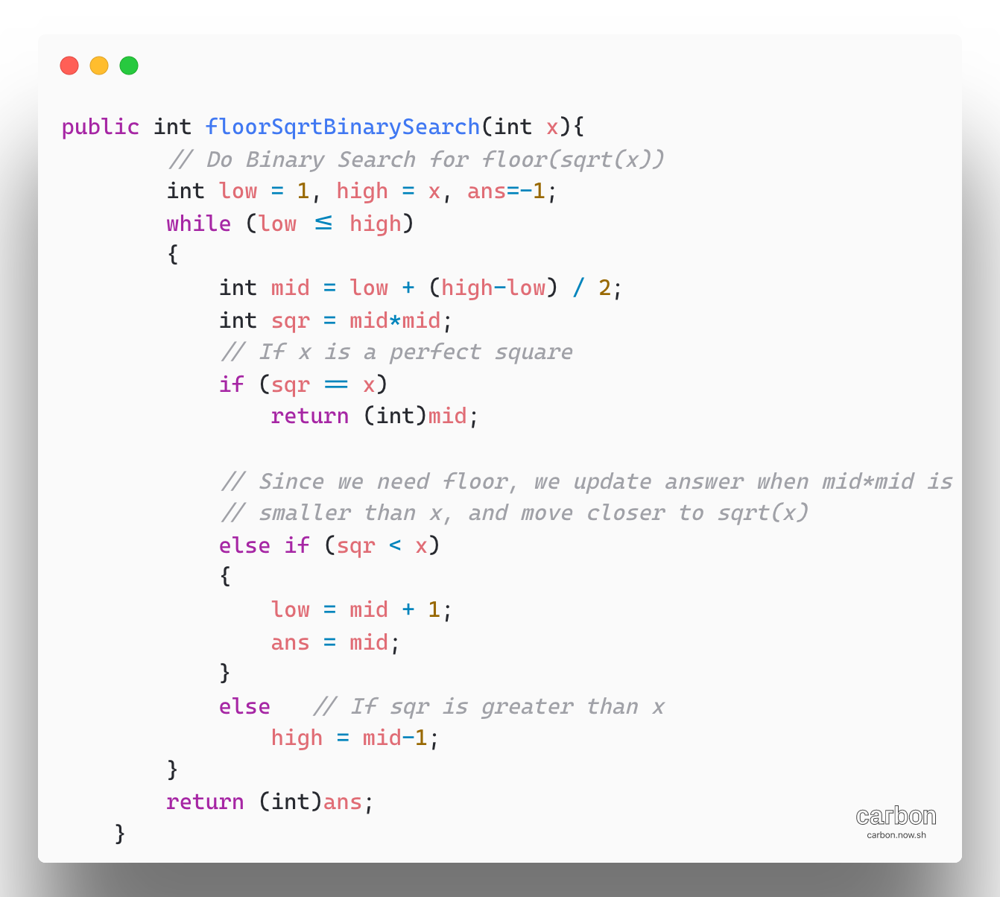 public int floorSqrtBinarySearch(int x){
        // Do Binary Search for floor(sqrt(x))
        int low = 1, high = x, ans=-1;
        while (low <= high)
        {
            int mid = low + (high-low) / 2;
            int sqr = mid*mid;
            // If x is a perfect square
            if (sqr == x)
                return (int)mid;

            // Since we need floor, we update answer when mid*mid is
            // smaller than x, and move closer to sqrt(x)
            else if (sqr < x)
            {
                low = mid + 1;
                ans = mid;
            }
            else   // If sqr is greater than x
                high = mid-1;
        }
        return (int)ans;
    }
carbon
carbon.now.sh